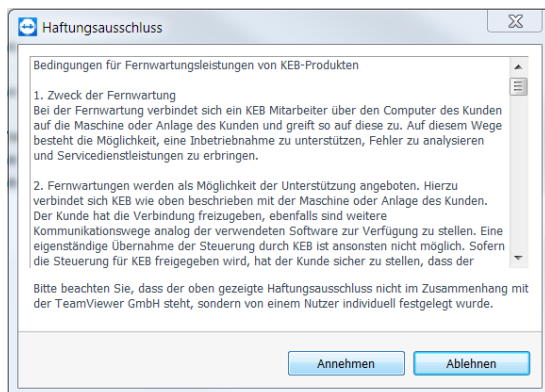 Haftungsausschluss
Bedingungen für Fernwartungsleistungen von KEB-Produkten
1. Zweck der Fernwartung
Bei der Fernwartung verbindet sich ein KEB Mitarbeiter über den Computer des Kunden
auf die Maschine oder Anlage des Kunden und greift so auf diese zu. Auf diesem Wege
besteht die Möglichkeit, eine Inbetriebnahme zu unterstützen, Fehler zu analysieren
und Servicedienstleistungen zu erbringen.
2. Fernwartungen werden als Möglichkeit der Unterstützung angeboten. Hierzu
verbindet sich KEB wie oben beschrieben mit der Maschine oder Anlage des Kunden.
Der Kunde hat die Verbindung freizugeben, ebenfalls sind weitere
Kommunikationswege analog der verwendeten Software zur Verfügung zu stellen. Eine
eigenständige Übernahme der Steuerung durch KEB ist ansonsten nicht möglich. Sofern
die Steuerung für KEB freigegeben wird, hat der Kunde sicher zu stellen, dass der
Bitte beachten Sie, dass der oben gezeigte Haftungsausschluss nicht im Zusammenhang mit
der TeamViewer GmbH steht, sondern von einem Nutzer individuell festgelegt wurde.
Annehmen
Ablehnen